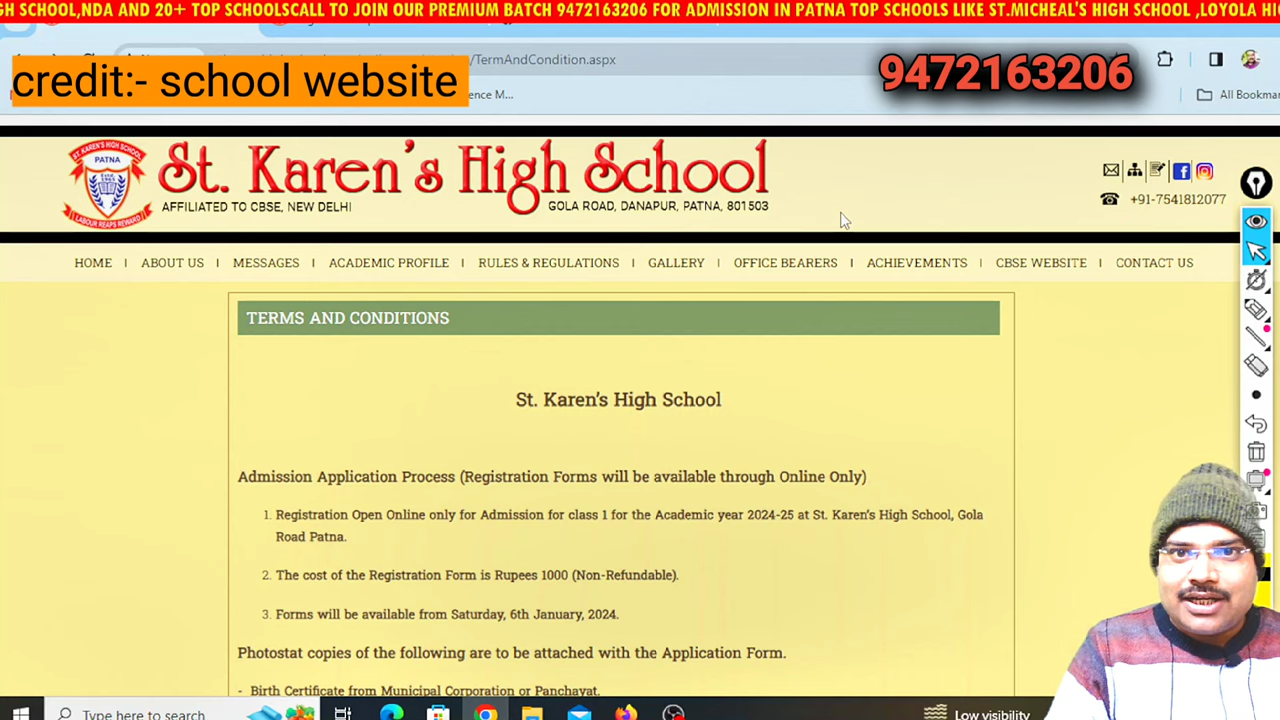 GH SCHOOL,NDA AND 20+ TOP SCHOOLSCALL TO JOIN OUR PREMIUM BATCH 9472163206 FOR ADMISSION IN PATNA TOP SCHOOLS LIKE ST.MICHEAL'S HIGH SCHOOL ,LOYOLA HI
/TermAndCondition.aspx
credit:- school website
9472163206
ence M...
All Bookmar
PATNA
LABOUR REAPS REWARD
St. Karen's High School
AFFILIATED TO CBSE, NEW DELHI
GOLA ROAD, DANAPUR, PATNA, 801503
+91-7541812077
HOME | ABOUT US | MESSAGES | ACADEMIC PROFILE | RULES & REGULATIONS | GALLERY | OFFICE BEARERS | ACHIEVEMENTS | CBSE WEBSITE | CONTACT US
TERMS AND CONDITIONS
St. Karen's High School
Admission Application Process (Registration Forms will be available through Online Only)
1. Registration Open Online only for Admission for class 1 for the Academic year 2024-25 at St. Karen's High School, Gola
Road Patna.
2. The cost of the Registration Form is Rupees 1000 (Non-Refundable).
3. Forms will be available from Saturday, 6th January, 2024.
Photostat copies of the following are to be attached with the Application Form.
- Birth Certificate from Municipal Corporation or Panchayat.
Type here to search
Low visibility